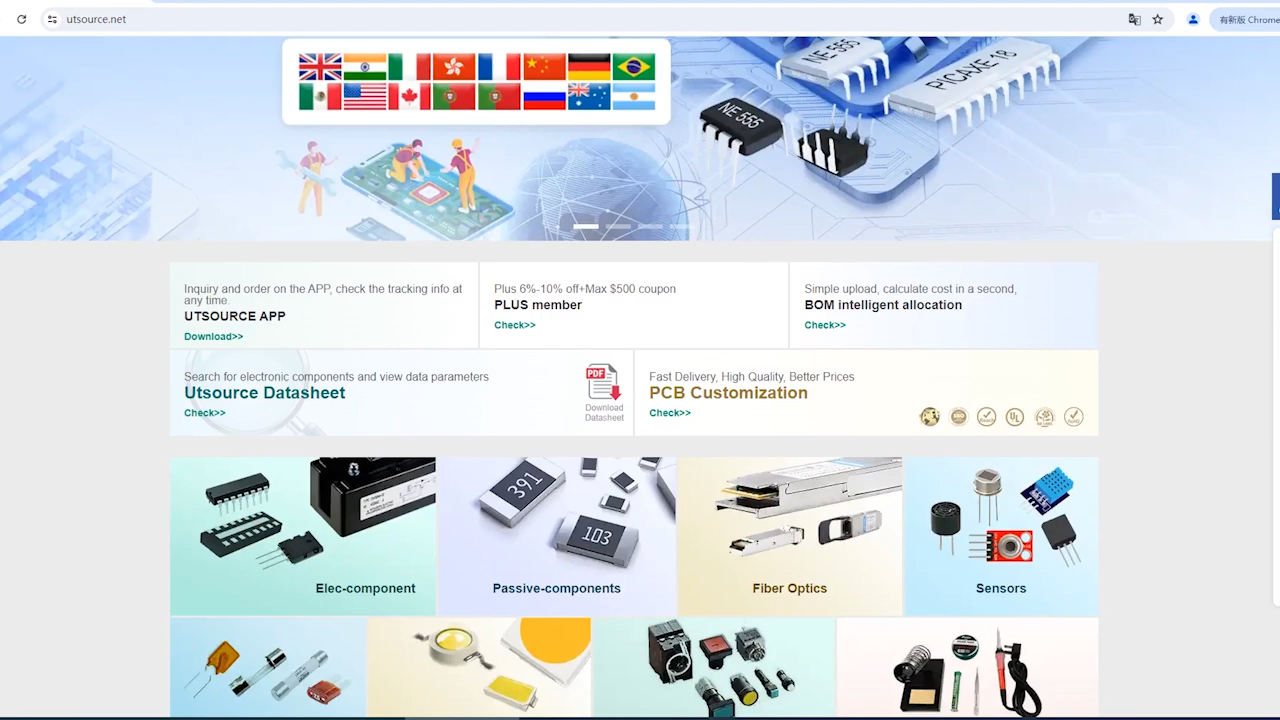 utsource.net
有新版 Chrome
NE 555
PICAXE-18
NE 555
Inquiry and order on the APP, check the tracking info at
any time.
UTSOURCE APP
Download>>
Plus 6%-10% off+Max $500 coupon
PLUS member
Check>>
Simple upload, calculate cost in a second,
BOM intelligent allocation
Check>>
Search for electronic components and view data parameters
Utsource Datasheet
Check>>
PDF
Download
Datasheet
Fast Delivery, High Quality, Better Prices
PCB Customization
Check>>
UL
391
103
Elec-component
Passive-components
Fiber Optics
Sensors